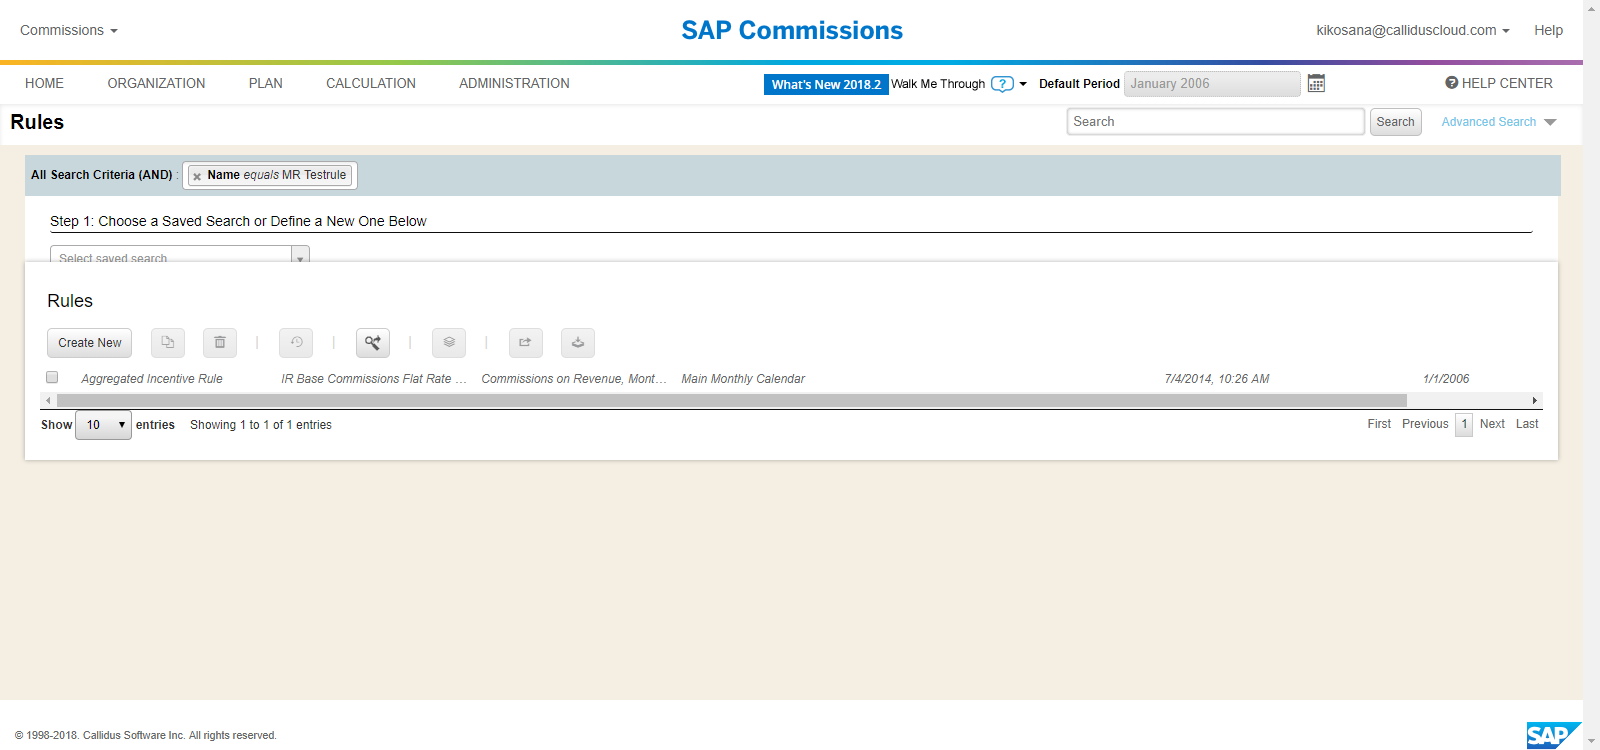 Commissions
SAP Commissions
kikosana@calliduscloud.com
Help
HOME ORGANIZATION PLAN CALCULATION ADMINISTRATION
What's New 2018.2 Walk Me Through ? Default Period January 2006
HELP CENTER
Rules
Search
Search
Advanced Search
All Search Criteria (AND) : Name equals MR Testrule
Step 1: Choose a Saved Search or Define a New One Below
Select saved search
Rules
Create New
Aggregated Incentive Rule IR Base Commissions Flat Rate ... Commissions on Revenue, Mont... Main Monthly Calendar 7/4/2014, 10:26 AM 1/1/2006
Show 10 entries Showing 1 to 1 of 1 entries
First Previous 1 Next Last
© 1998-2018. Callidus Software Inc. All rights reserved.
SAP